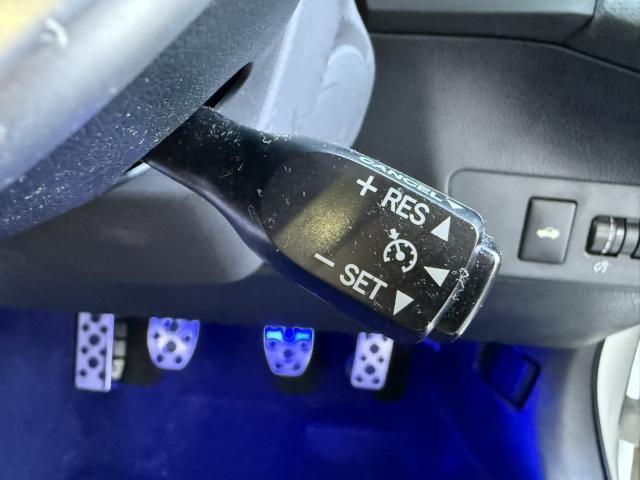 CANCEL
+ RES
– SET